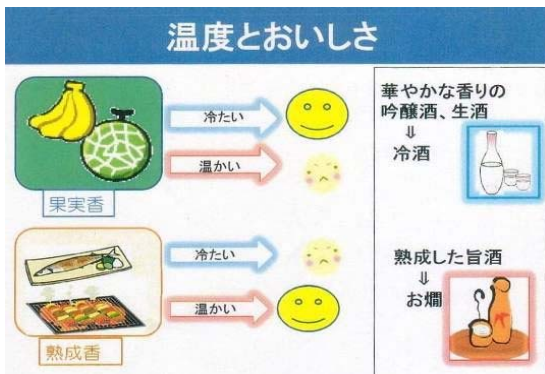 温度とおいしさ
冷たい
温かい
果実香
冷たい
温かい
熟成香
華やかな香りの
吟醸酒、生酒
⇓
冷酒
熟成した旨酒
⇓
お燗